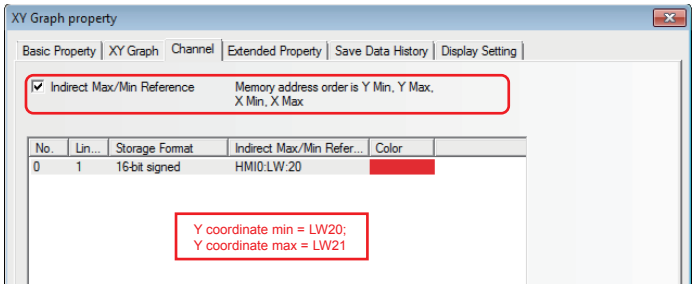 XY Graph property
Basic Property XY Graph Channel Extended Property Save Data History Display Setting
Indirect Max/Min Reference Memory address order is Y Min, Y Max,
X Min, X Max
No. Lin... Storage Format Indirect Max/Min Refer... Color
0 1 16-bit signed HMI0:LW:20
Y coordinate min = LW20;
Y coordinate max = LW21